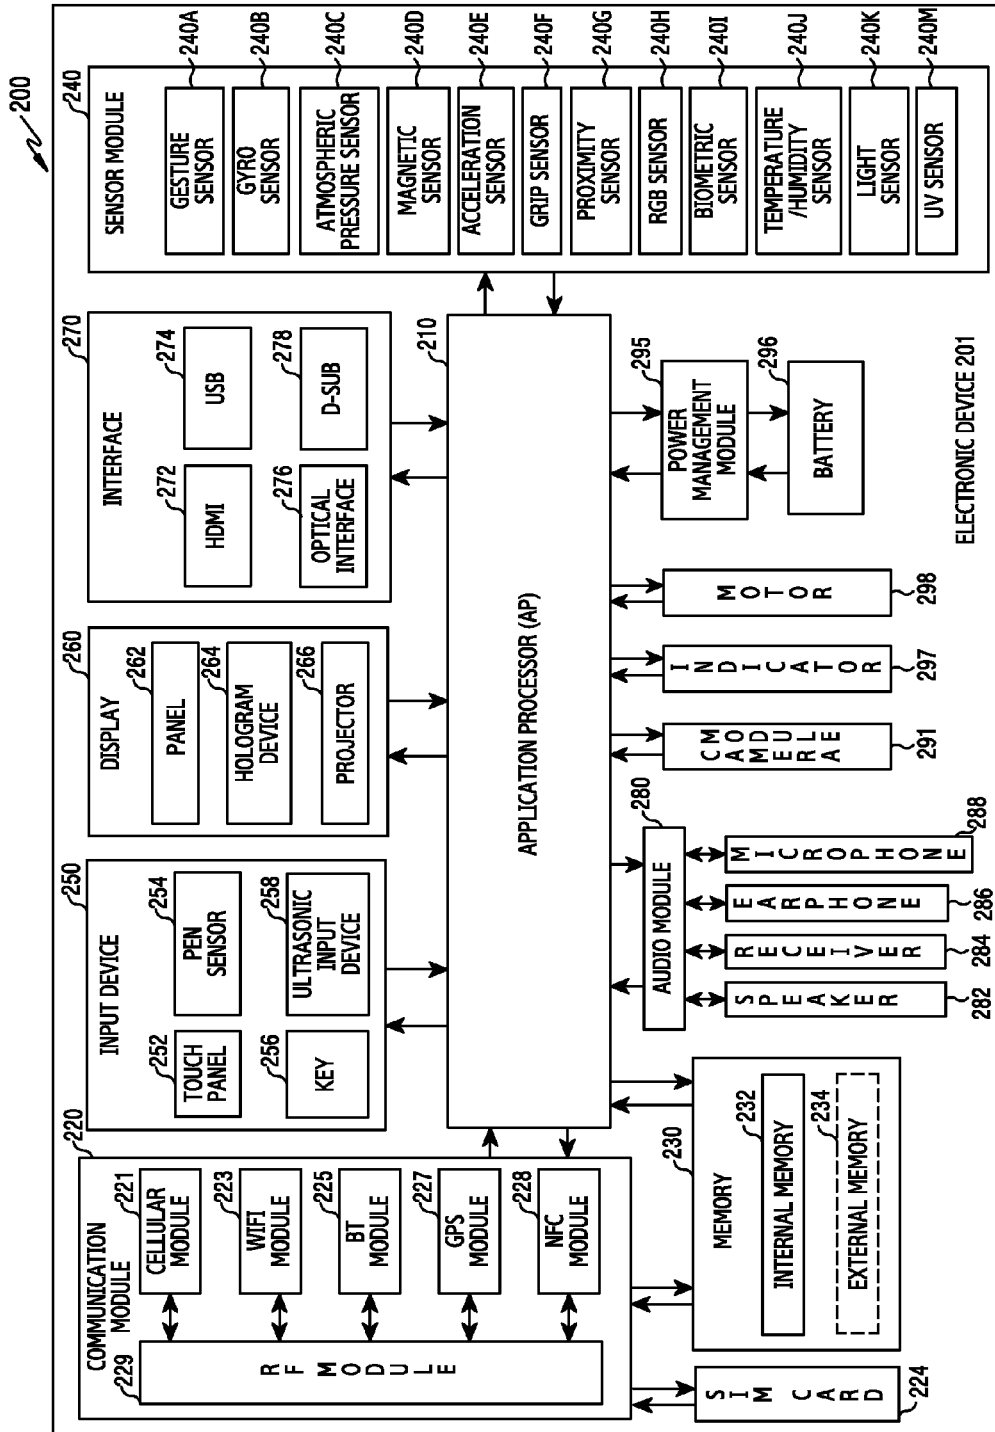 200
COMMUNICATION
MODULE
220
229
RF MODULE
221
CELLULAR
MODULE
223
WIFI
MODULE
225
BT
MODULE
227
GPS
MODULE
228
NFC
MODULE
SIM CARD
224
INPUT DEVICE
250
252
TOUCH
PANEL
254
PEN
SENSOR
256
KEY
258
ULTRASONIC
INPUT
DEVICE
DISPLAY
260
262
PANEL
264
HOLOGRAM
DEVICE
266
PROJECTOR
INTERFACE
270
272
HDMI
274
USB
276
OPTICAL
INTERFACE
278
D-SUB
SENSOR MODULE
240
GESTURE
SENSOR
240A
GYRO
SENSOR
240B
ATMOSPHERIC
PRESSURE SENSOR
240C
MAGNETIC
SENSOR
240D
ACCELERATION
SENSOR
240E
GRIP SENSOR
240F
PROXIMITY
SENSOR
240G
RGB SENSOR
240H
BIOMETRIC
SENSOR
240I
TEMPERATURE
/HUMIDITY
SENSOR
240J
LIGHT
SENSOR
240K
UV SENSOR
240M
APPLICATION PROCESSOR (AP)
210
230
MEMORY
232
INTERNAL MEMORY
234
EXTERNAL MEMORY
280
AUDIO MODULE
SPEAKER
282
RECEIVER
284
EARPHONE
286
MICROPHONE
288
CAMERA
MODULE
291
INDICATOR
297
MOTOR
298
295
POWER
MANAGEMENT
MODULE
296
BATTERY
ELECTRONIC DEVICE 201